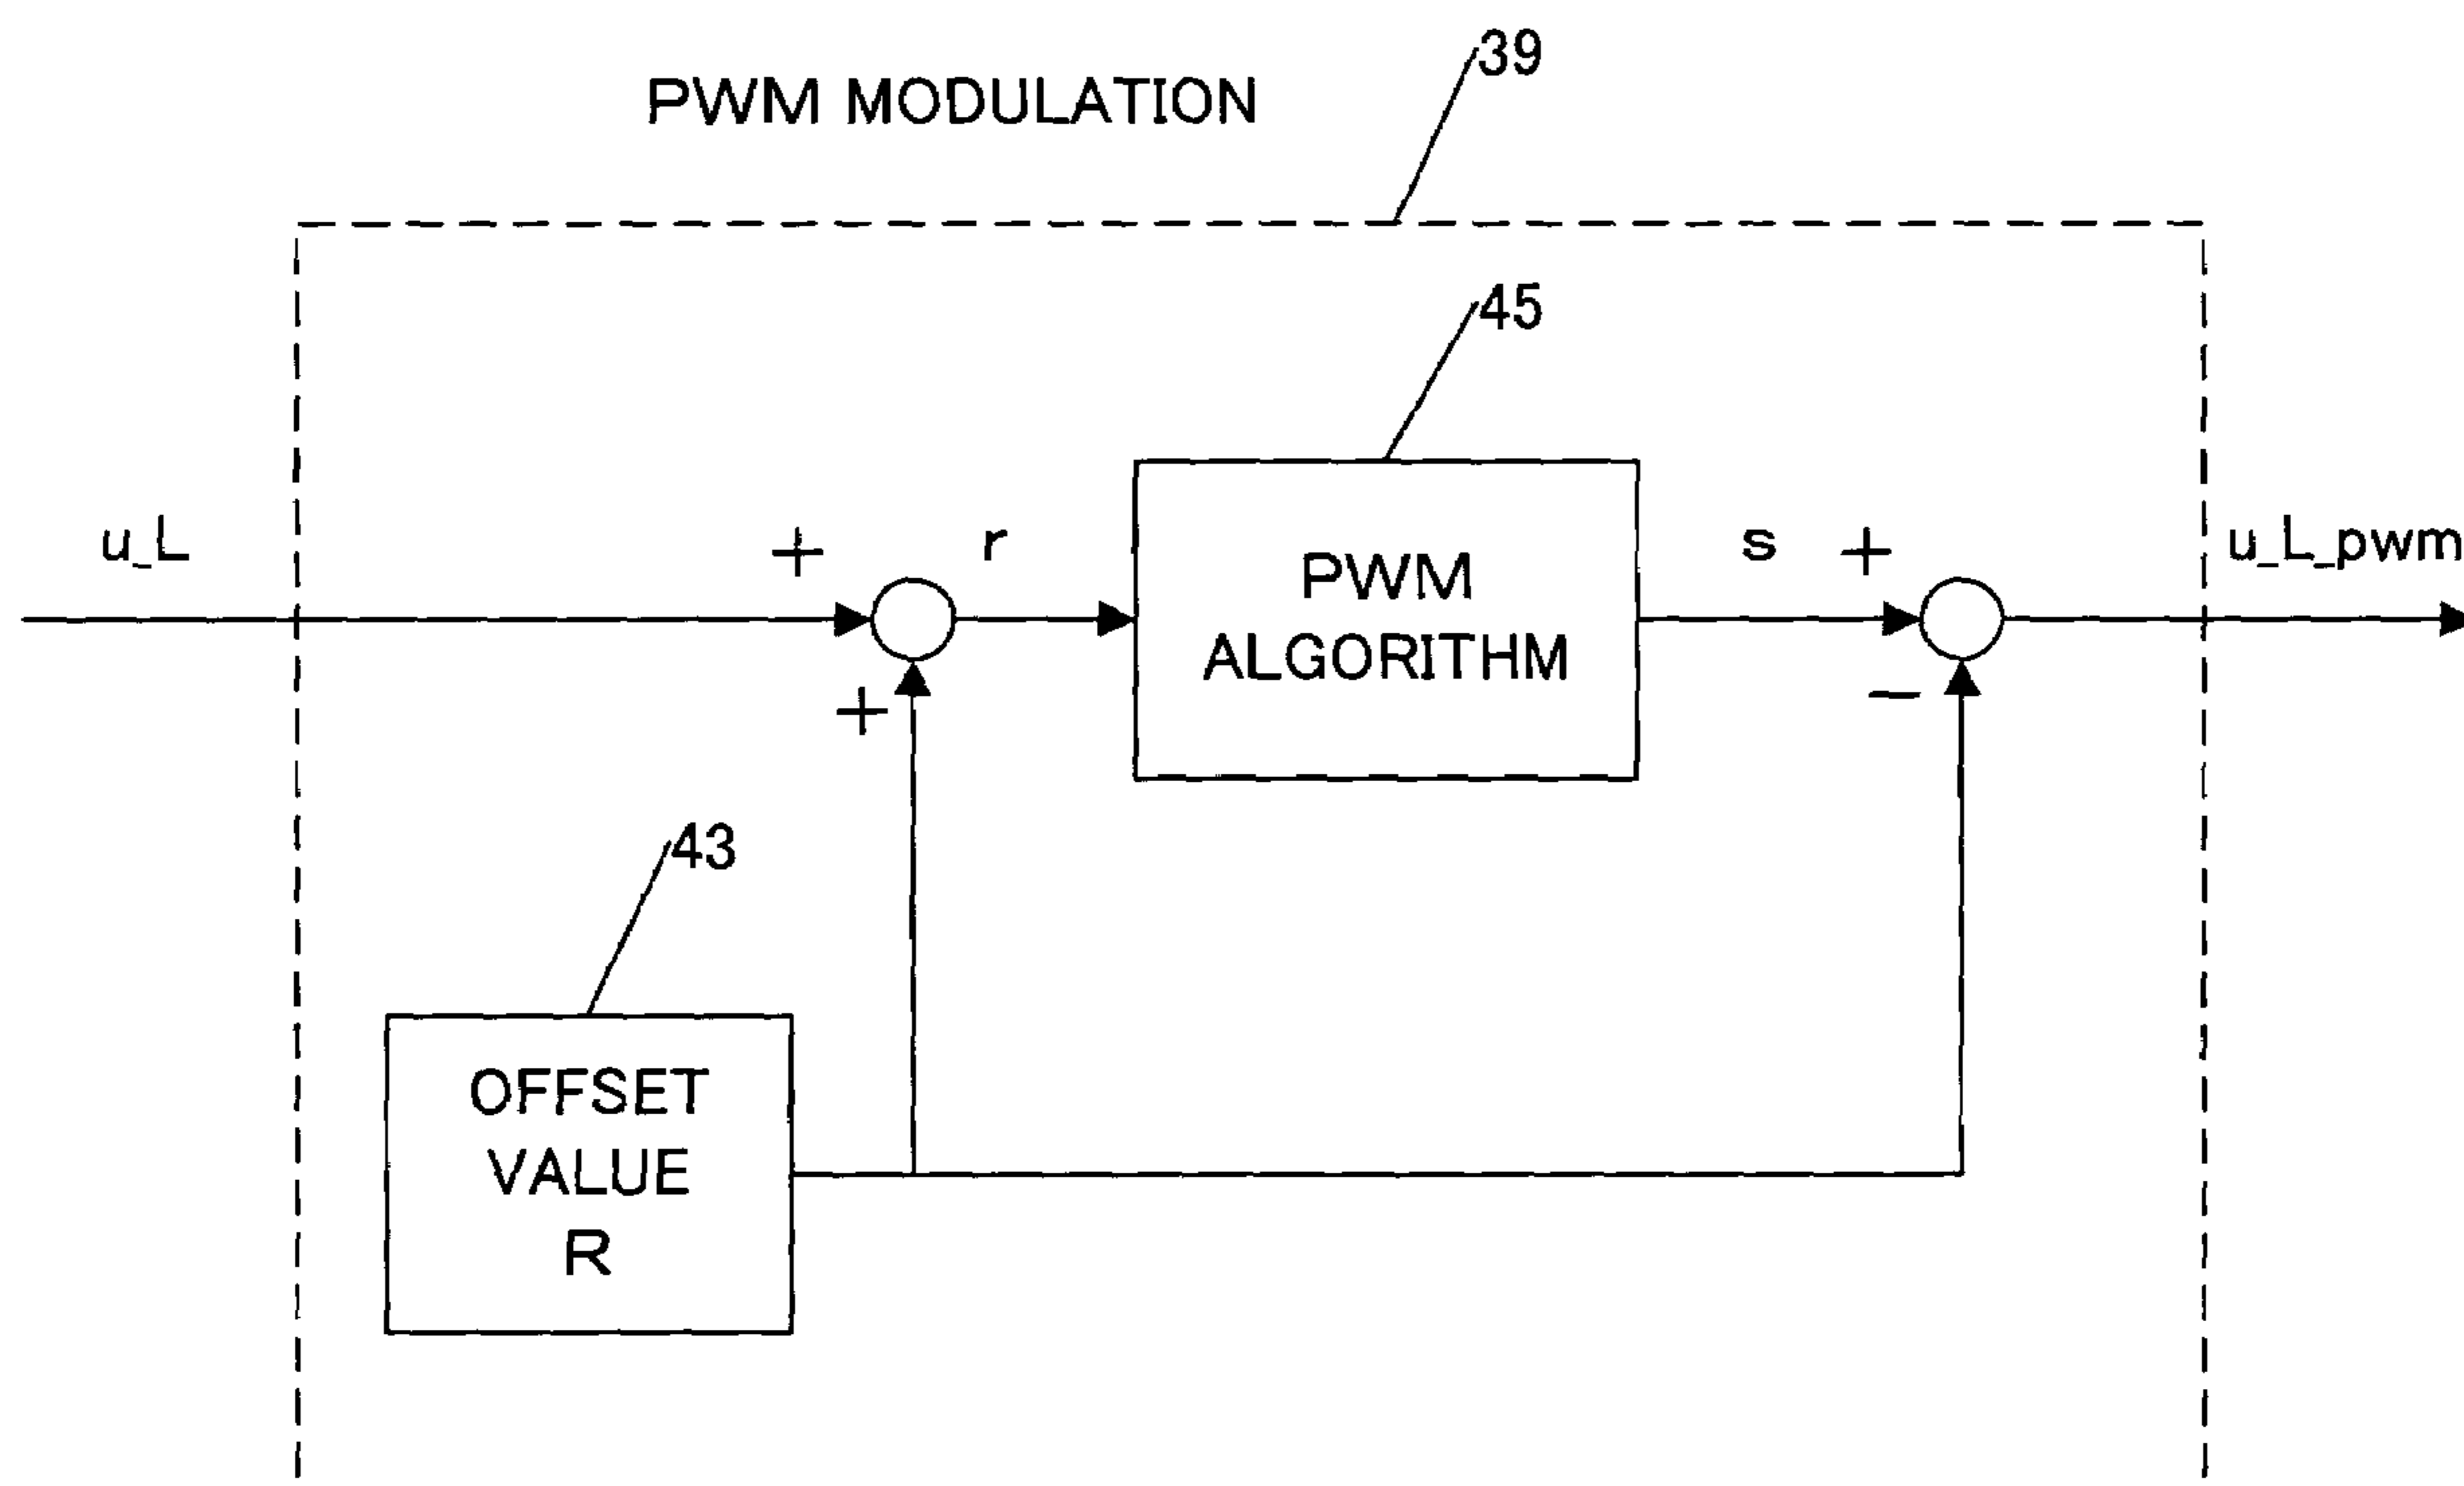 39
PWM MODULATION
45
u_L
+
r
PWM
ALGORITHM
s
+
u_L_pwm
+
−
43
OFFSET
VALUE
R